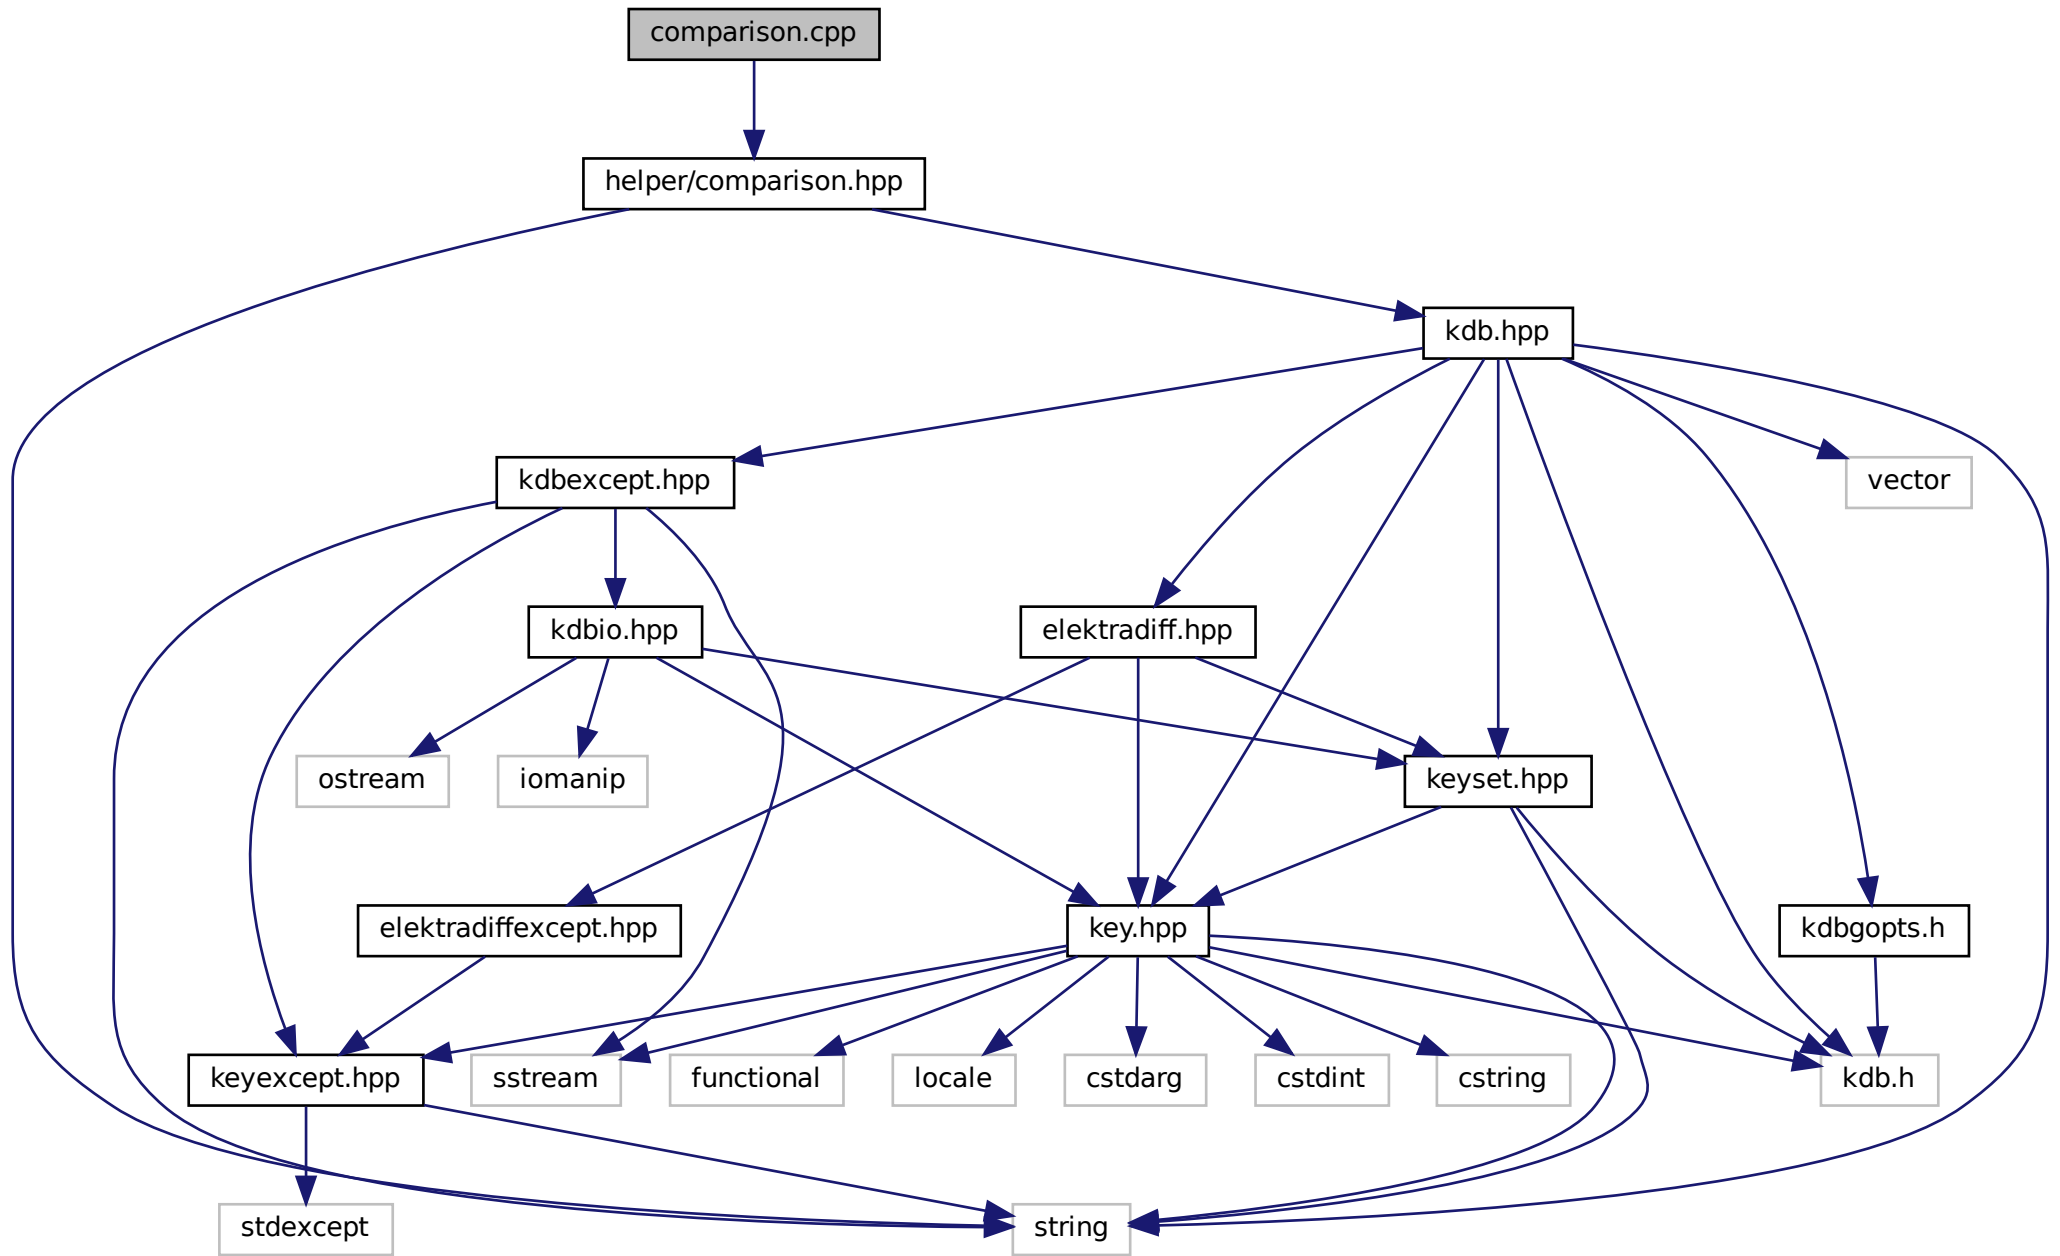 comparison.cpp
helper/comparison.hpp
kdb.hpp
kdbexcept.hpp
vector
kdbio.hpp
elektradiff.hpp
ostream
iomanip
keyset.hpp
elektradiffexcept.hpp
key.hpp
kdbgopts.h
keyexcept.hpp
sstream
functional
locale
cstdarg
cstdint
cstring
kdb.h
stdexcept
string